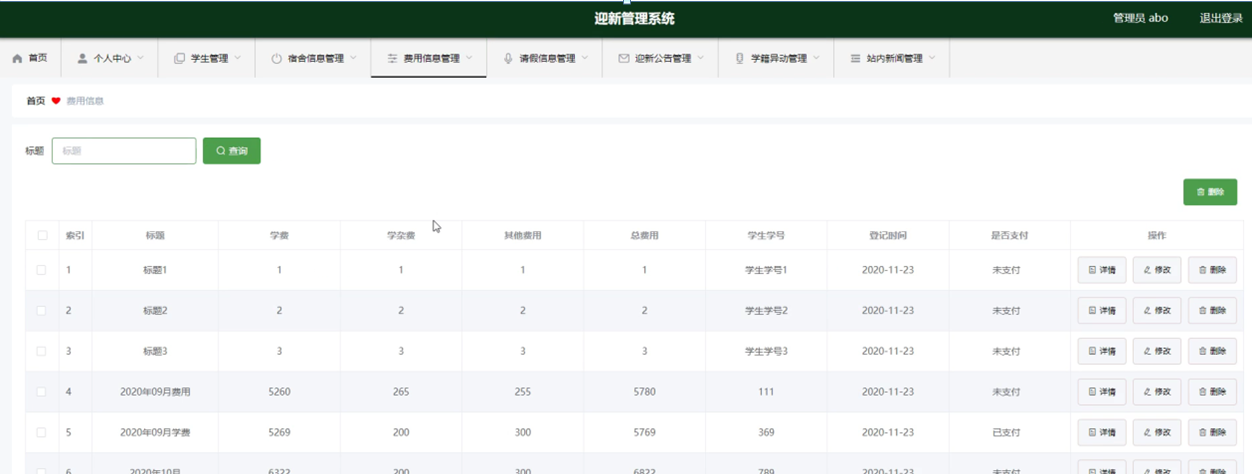 迎新管理系统
管理员 abo 退出登录
首页 个人中心 学生管理 宿舍信息管理 费用信息管理 请假信息管理 迎新公告管理 学籍异动管理 站内新闻管理
首页 费用信息
标题 标题 查询
删除
索引 标题 学费 学杂费 其他费用 总费用 学生学号 登记时间 是否支付 操作
1 标题1 1 1 1 1 学生学号1 2020-11-23 未支付 详情 修改 删除
2 标题2 2 2 2 2 学生学号2 2020-11-23 未支付 详情 修改 删除
3 标题3 3 3 3 3 学生学号3 2020-11-23 未支付 详情 修改 删除
4 2020年09月费用 5260 265 255 5780 111 2020-11-23 未支付 详情 修改 删除
5 2020年09月学费 5269 200 300 5769 369 2020-11-23 已支付 详情 修改 删除
6 2020年10月 6322 200 300 6822 789 2020-11-23 未支付 详情 修改 删除